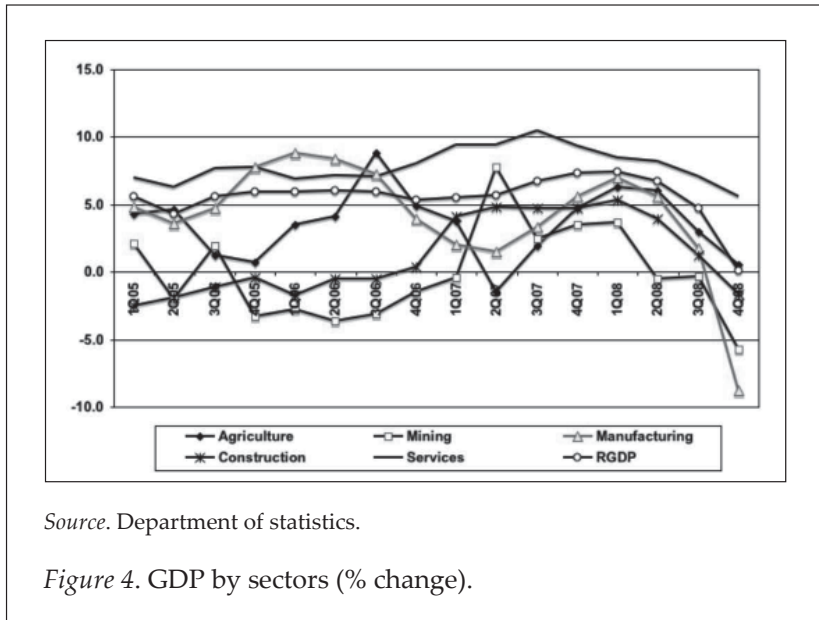 15.0
10.0
5.0
0.0
-5.0
-10.0
1Q05 2Q05 3Q05 4Q05 1Q06 2Q06 3Q06 4Q06 1Q07 2Q07 3Q07 4Q07 1Q08 2Q08 3Q08 4Q08
Agriculture Mining Manufacturing
Construction Services RGDP
Source. Department of statistics.
Figure 4. GDP by sectors (% change).